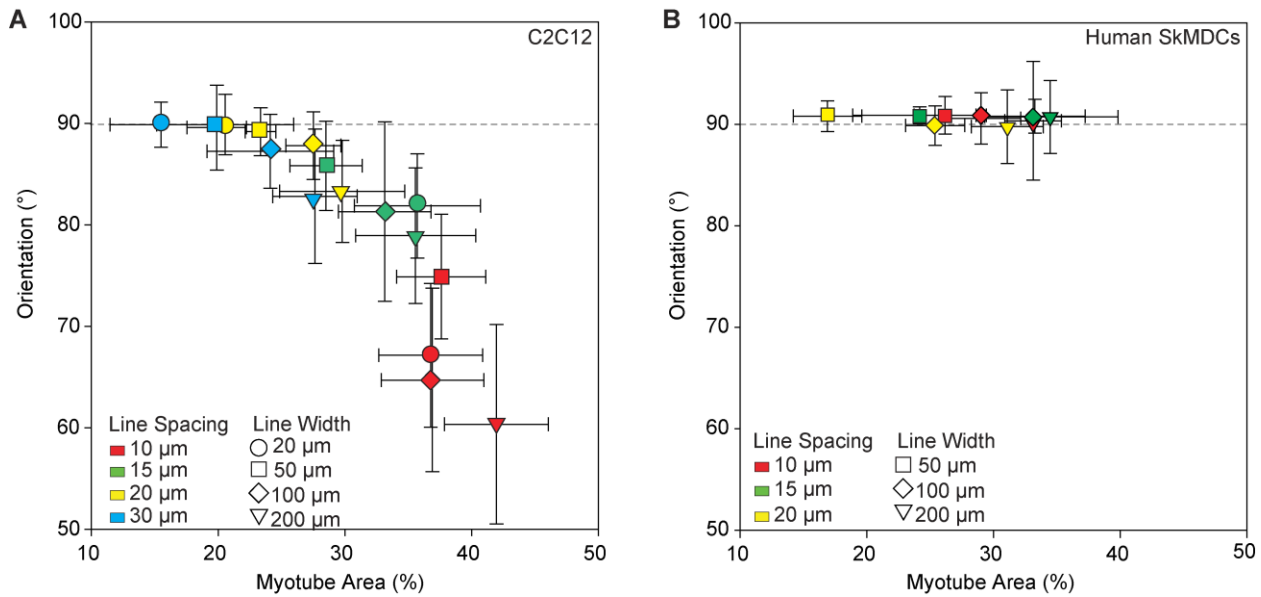 A
C2C12
100
90
80
70
60
50
Orientation (°)
Line Spacing
10 µm
15 µm
20 µm
30 µm
Line Width
20 µm
50 µm
100 µm
200 µm
10 20 30 40 50
Myotube Area (%)
B
Human SkMDCs
100
90
80
70
60
50
Orientation (°)
Line Spacing
10 µm
15 µm
20 µm
Line Width
50 µm
100 µm
200 µm
10 20 30 40 50
Myotube Area (%)